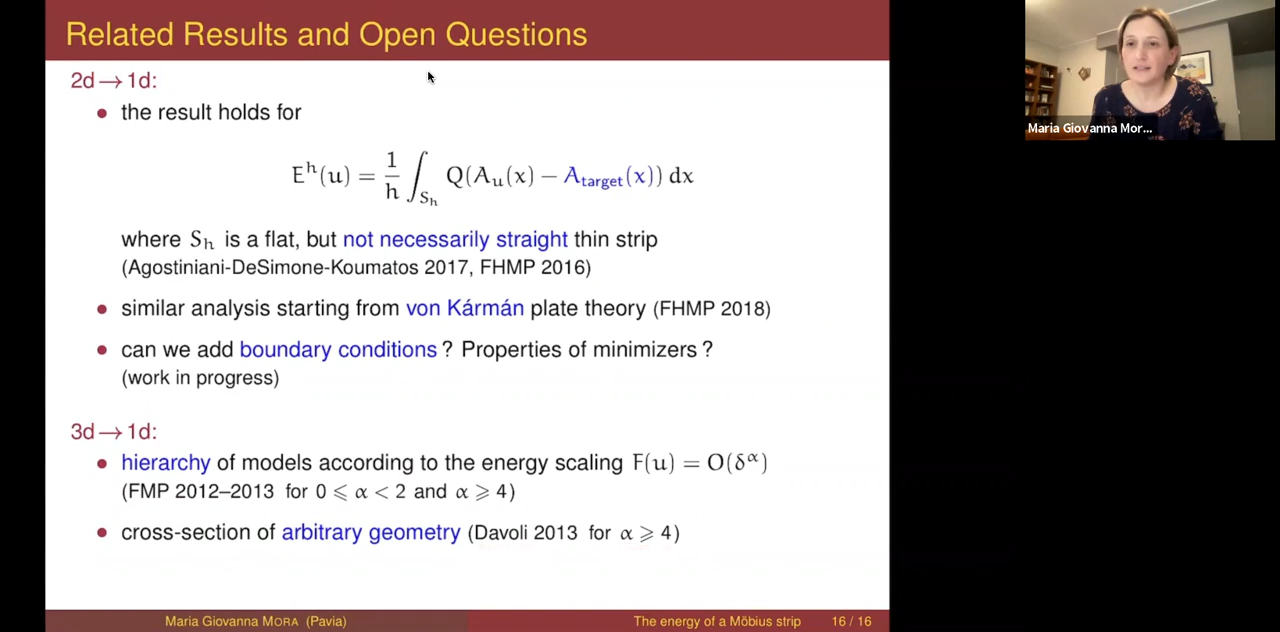 Related Results and Open Questions
2d → 1d:
• the result holds for
E^h(u) = \frac{1}{h} \int_{S_h} Q(A_u(x) − A_{target}(x)) dx
where S_h is a flat, but not necessarily straight thin strip
(Agostiniani-DeSimone-Koumatos 2017, FHMP 2016)
• similar analysis starting from von Kármán plate theory (FHMP 2018)
• can we add boundary conditions? Properties of minimizers?
(work in progress)
3d → 1d:
• hierarchy of models according to the energy scaling F(u) = O(δ^α)
(FMP 2012–2013 for 0 ⩽ α < 2 and α ⩾ 4)
• cross-section of arbitrary geometry (Davoli 2013 for α ⩾ 4)
Maria Giovanna MORA (Pavia) The energy of a Möbius strip 16 / 16
Maria Giovanna Mor...